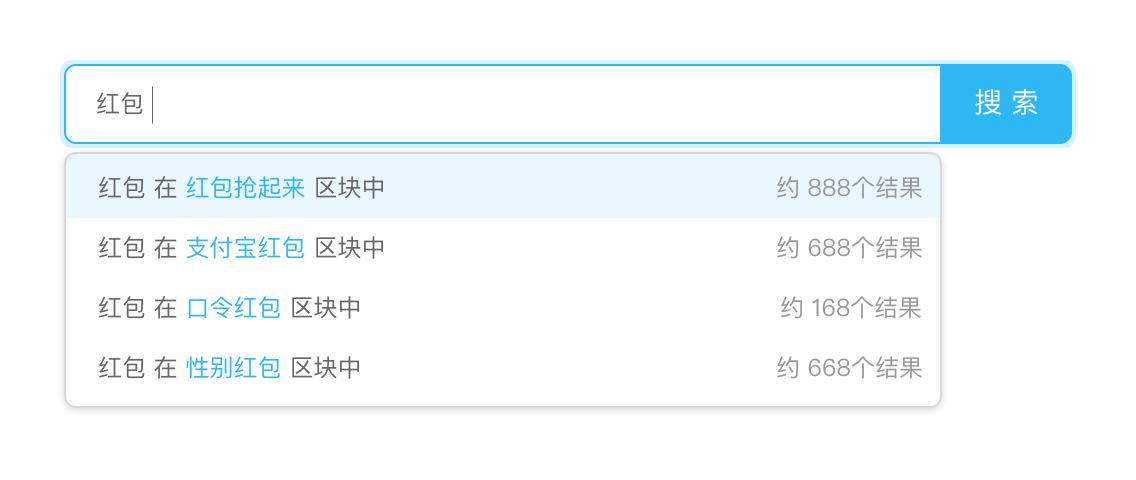 红包
搜 索
红包 在 红包抢起来 区块中 约 888个结果
红包 在 支付宝红包 区块中 约 688个结果
红包 在 口令红包 区块中 约 168个结果
红包 在 性别红包 区块中 约 668个结果